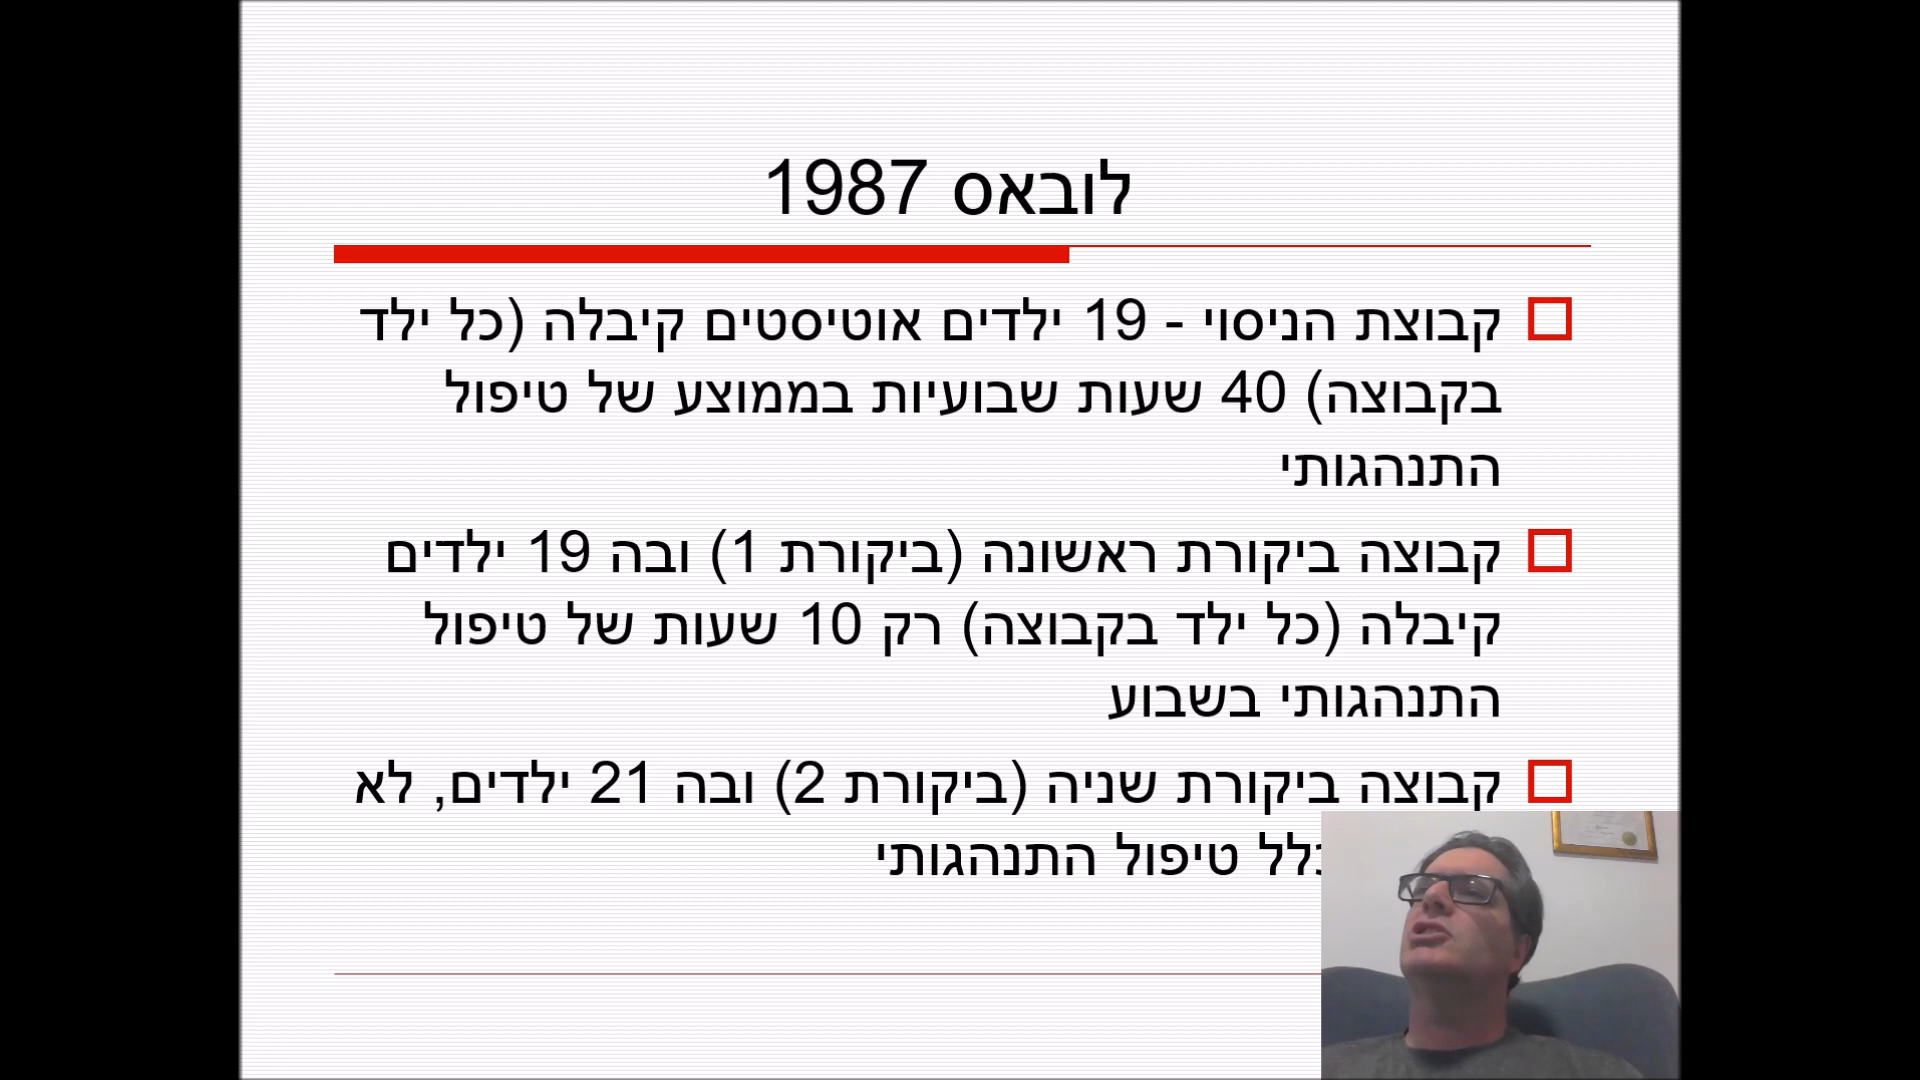 לובאס 1987
קבוצת הניסוי - 19 ילדים אוטיסטים קיבלה (כל ילד
בקבוצה) 40 שעות שבועיות בממוצע של טיפול
התנהגותי
קבוצה ביקורת ראשונה (ביקורת 1) ובה 19 ילדים
קיבלה (כל ילד בקבוצה) רק 10 שעות של טיפול
התנהגותי בשבוע
קבוצה ביקורת שניה (ביקורת 2) ובה 21 ילדים, לא
טיפול התנהגותי